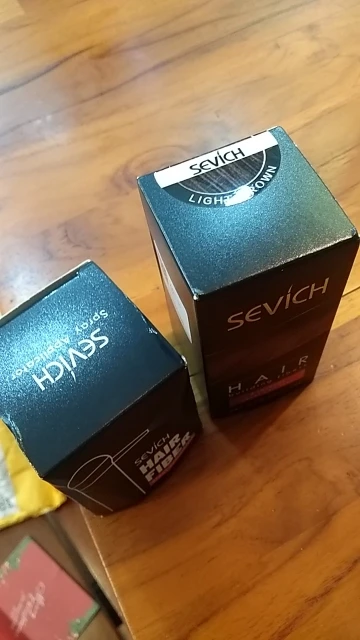 SEVICH
LIGHT BROWN
SEVICH
HAIR
SEVICH
Spray Applicator
SEVICH
HAIR
FIBER